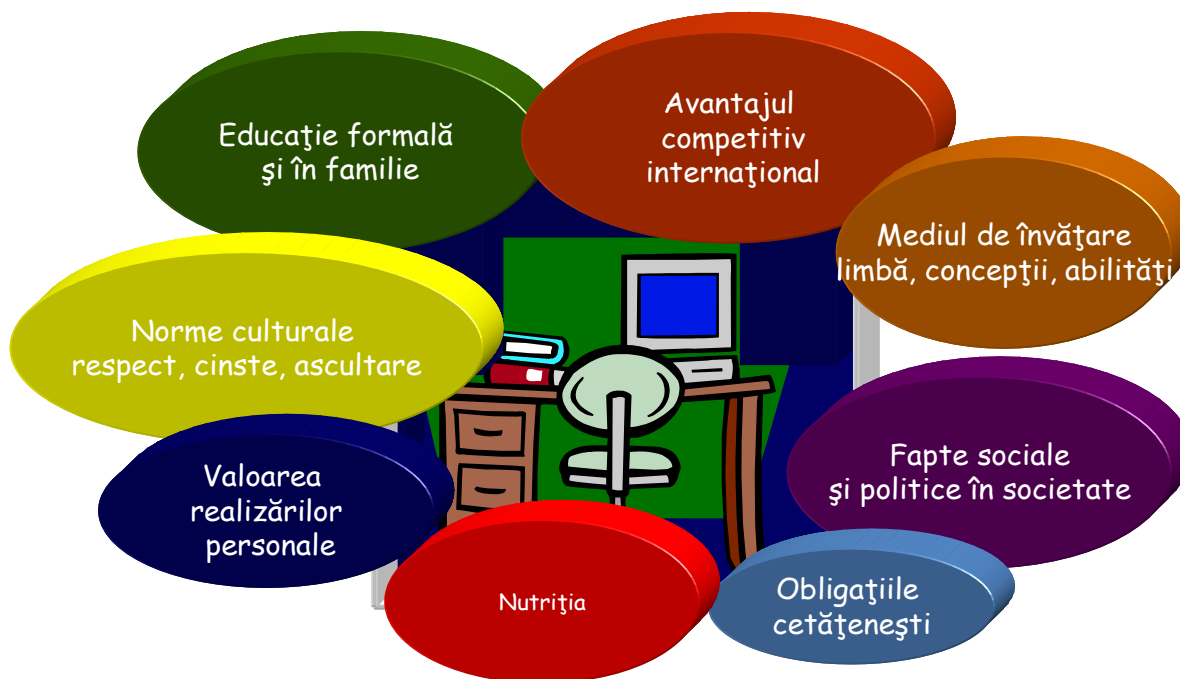 Educaţie formală
şi în familie
Avantajul
competitiv
internaţional
Mediul de învăţare
limbă, concepţii, abilităţi
Norme culturale
respect, cinste, ascultare
Fapte sociale
şi politice în societate
Valoarea
realizărilor
personale
Nutriţia
Obligaţiile
cetăţeneşti